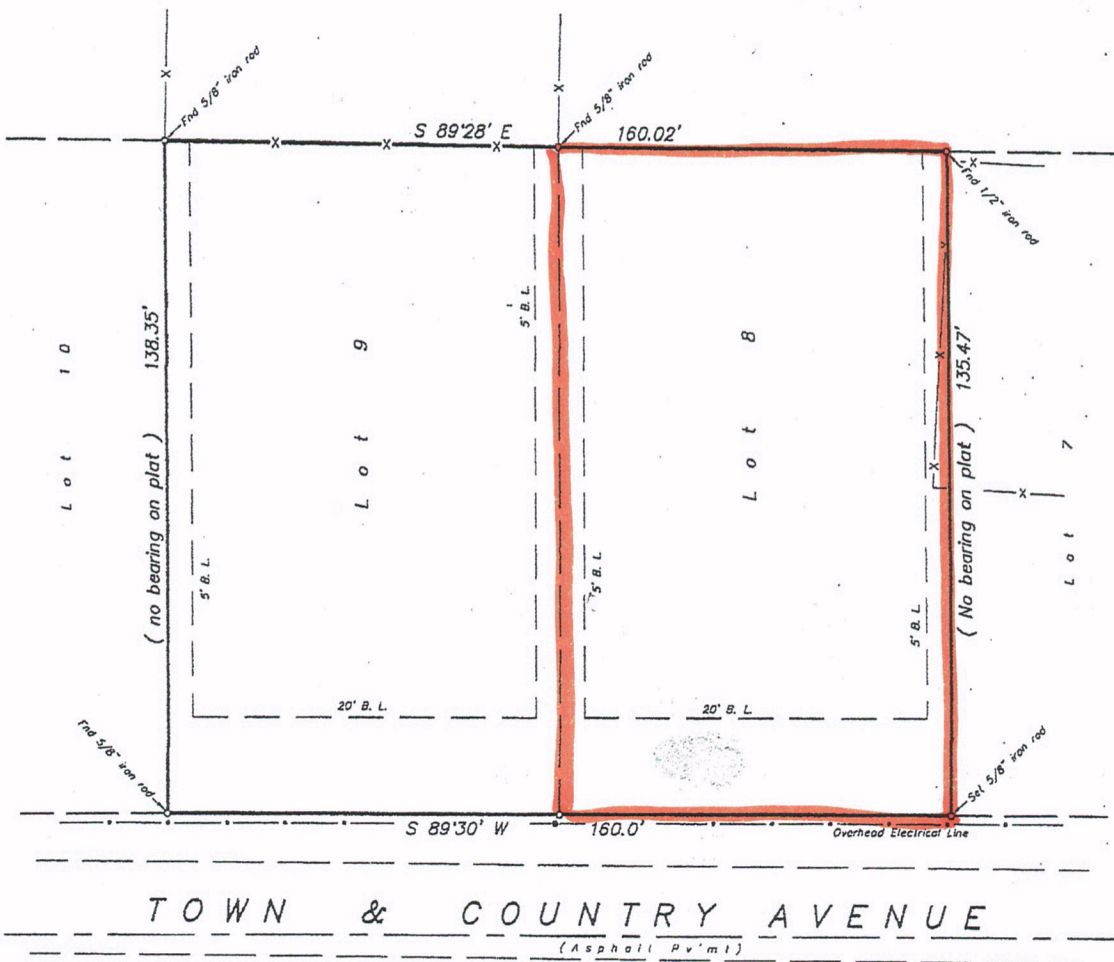 Fnd 5/8" iron rod
Fnd 5/8" iron rod
S 89°28' E 160.02'
Fnd 1/2" iron rod
Lot 10
138.35'
( no bearing on plat )
Lot 9
5' B. L.
5' B. L.
Lot 8
5' B. L.
5' B. L.
135.47'
( No bearing on plat )
Lot 7
20' B. L.
20' B. L.
Fnd 5/8" iron rod
Set 5/8" iron rod
S 89°30' W 160.0'
Overhead Electrical Line
TOWN & COUNTRY AVENUE
(Asphalt Pv'mt)